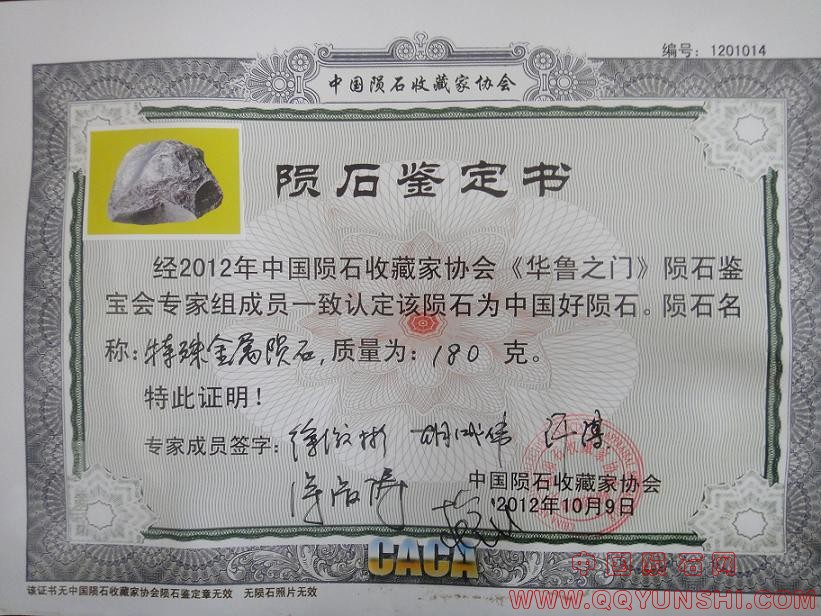 编号：1201014
中国陨石收藏家协会
陨石鉴定书
经2012年中国陨石收藏家协会《华鲁之门》陨石鉴
宝会专家组成员一致认定该陨石为中国好陨石。陨石名
称：特殊金属陨石，质量为：180 克。
特此证明！
专家成员签字：
中国陨石收藏家协会
2012年10月9日
CACA
该证书无中国陨石收藏家协会陨石鉴定章无效 无陨石照片无效
中国陨石网
WWW.QQYUNSHI.COM